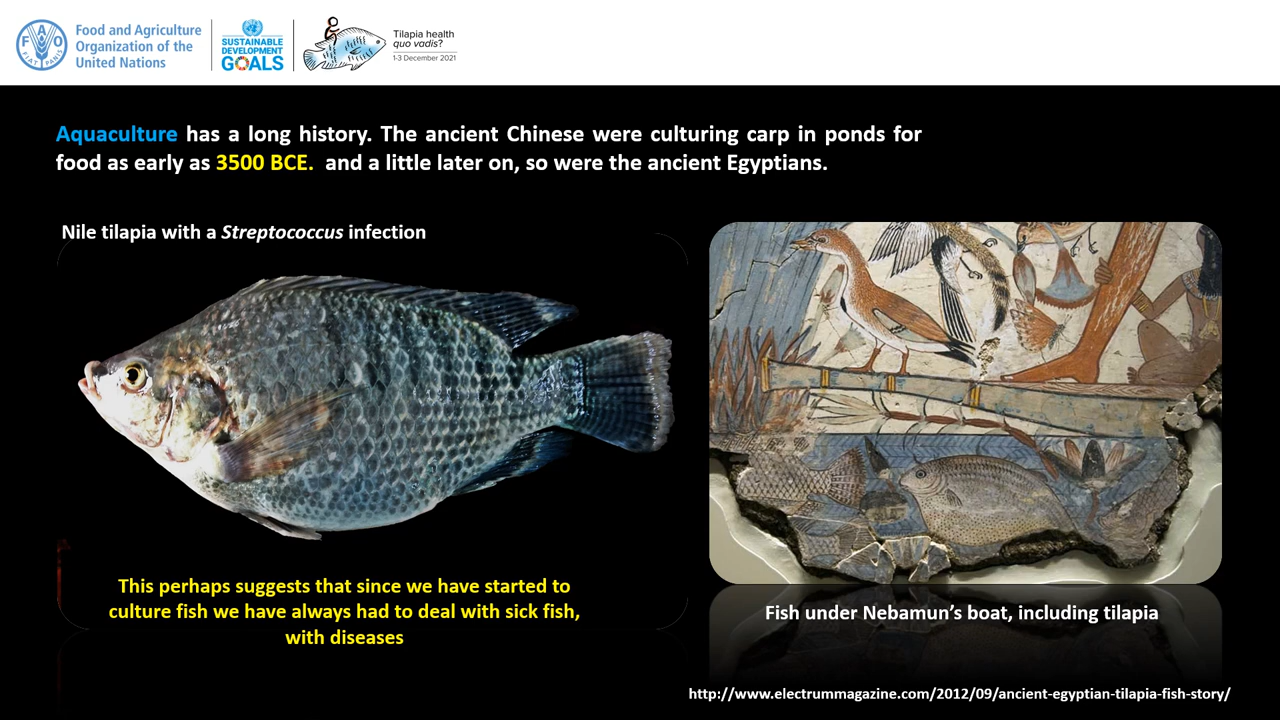 Food and Agriculture
Organization of the
United Nations
F A O
FIAT PANIS
SUSTAINABLE
DEVELOPMENT
GOALS
Tilapia health
quo vadis?
1-3 December 2021
Aquaculture has a long history. The ancient Chinese were culturing carp in ponds for
food as early as 3500 BCE. and a little later on, so were the ancient Egyptians.
Nile tilapia with a Streptococcus infection
This perhaps suggests that since we have started to
culture fish we have always had to deal with sick fish,
with diseases
Fish under Nebamun’s boat, including tilapia
http://www.electrummagazine.com/2012/09/ancient-egyptian-tilapia-fish-story/